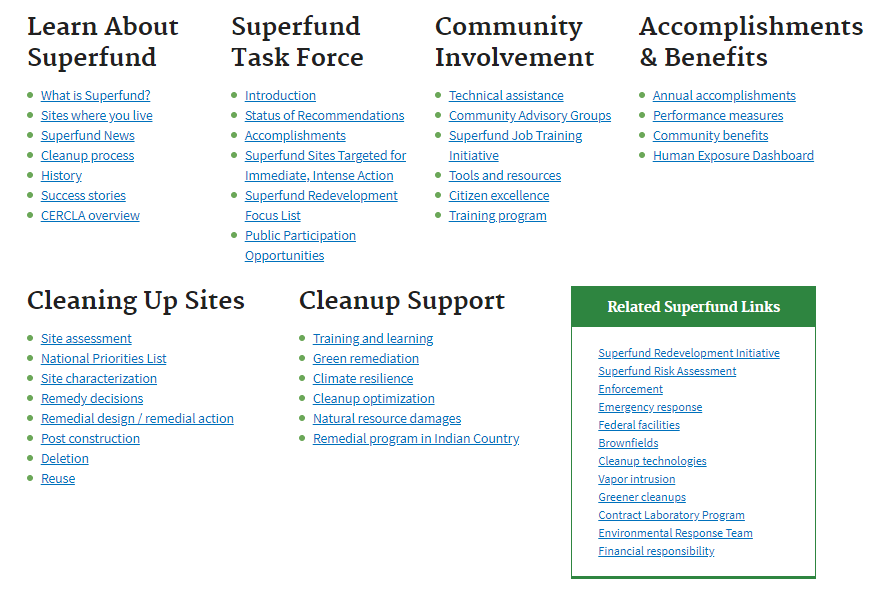 Learn About
Superfund
What is Superfund?
Sites where you live
Superfund News
Cleanup process
History
Success stories
CERCLA overview
Superfund
Task Force
Introduction
Status of Recommendations
Accomplishments
Superfund Sites Targeted for
Immediate, Intense Action
Superfund Redevelopment
Focus List
Public Participation
Opportunities
Community
Involvement
Technical assistance
Community Advisory Groups
Superfund Job Training
Initiative
Tools and resources
Citizen excellence
Training program
Accomplishments
& Benefits
Annual accomplishments
Performance measures
Community benefits
Human Exposure Dashboard
Cleaning Up Sites
Site assessment
National Priorities List
Site characterization
Remedy decisions
Remedial design / remedial action
Post construction
Deletion
Reuse
Cleanup Support
Training and learning
Green remediation
Climate resilience
Cleanup optimization
Natural resource damages
Remedial program in Indian Country
Related Superfund Links
Superfund Redevelopment Initiative
Superfund Risk Assessment
Enforcement
Emergency response
Federal facilities
Brownfields
Cleanup technologies
Vapor intrusion
Greener cleanups
Contract Laboratory Program
Environmental Response Team
Financial responsibility